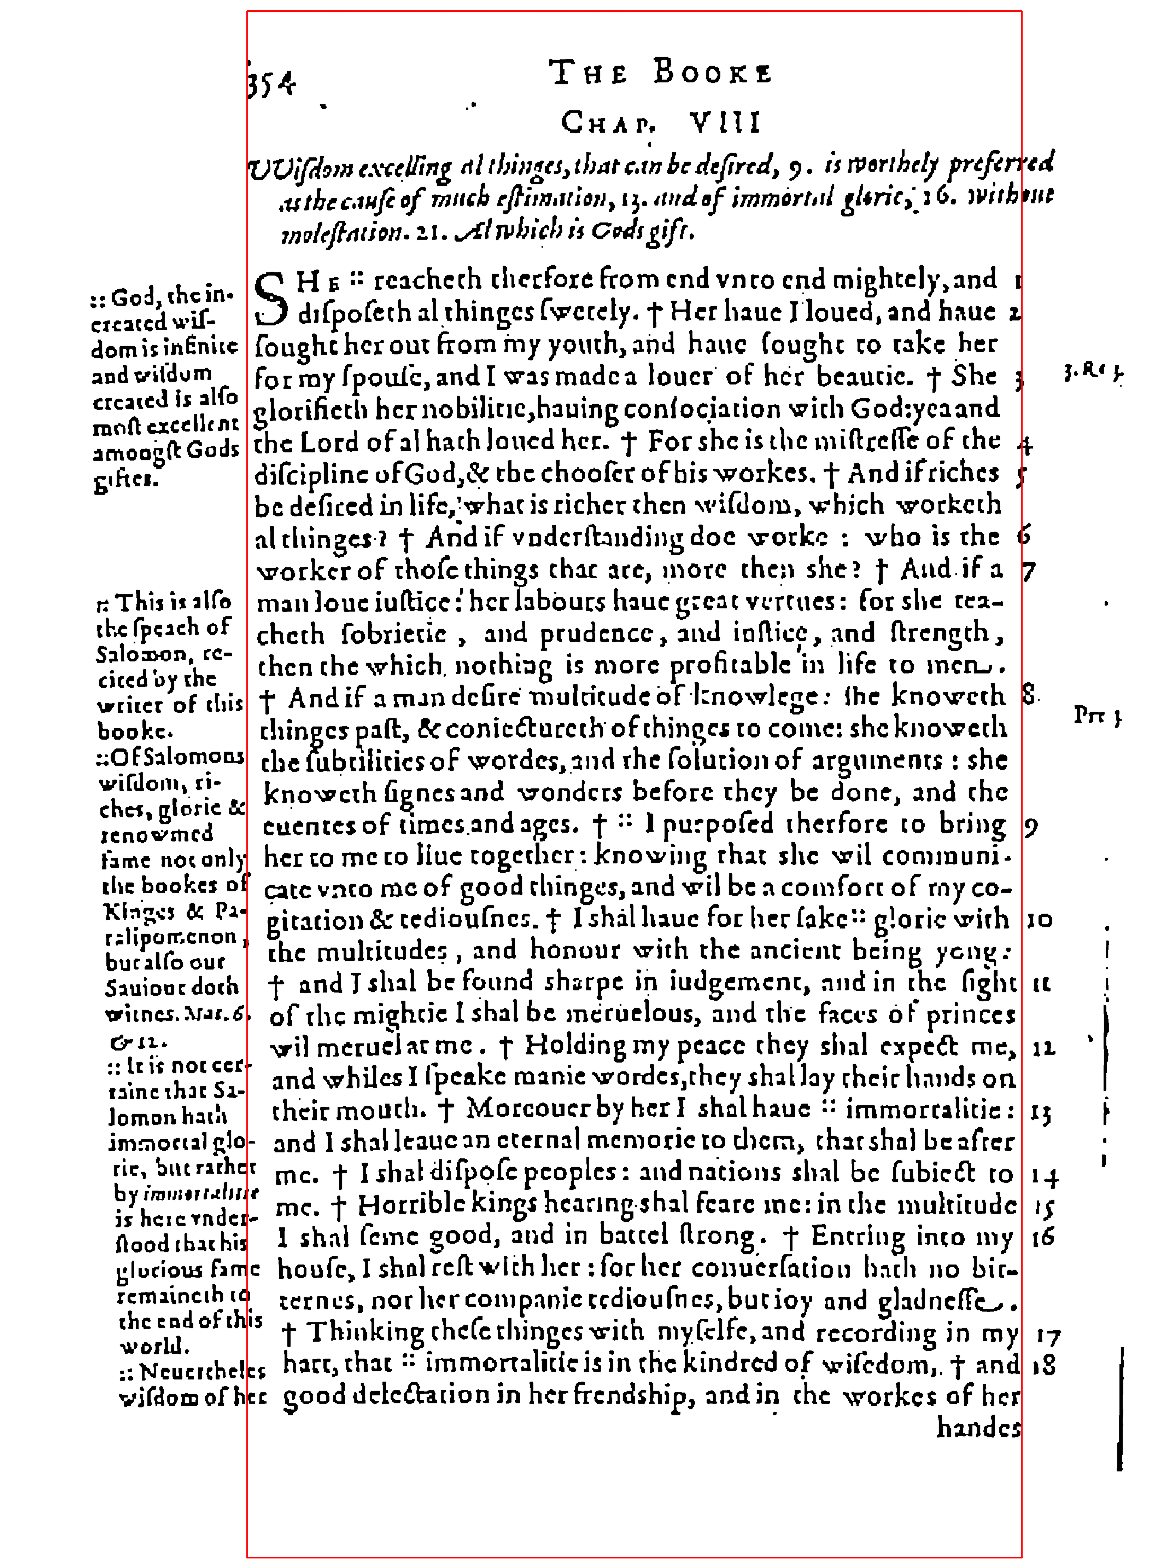 354 THE BOOKE
CHAP. VIII
VViſdom excelling al thinges, that can be deſired, 9. is worthely preferred
as the cauſe of much eſtimation, 13. and of immortal glorie, 16. without
moleſtation. 21. Al which is Gods gift.
SHE :: reacheth therfore from end vnto end mightely, and 1
diſpoſeth al thinges ſwetely. † Her haue I loued, and haue 2
ſought her out from my youth, and haue ſought to take her
for my ſpouſe, and I was made a louer of her beautie. † She 3
glorifieth her nobilitie, hauing conſociation with God: yea and
the Lord of al hath loued her. † For she is the miſtreſſe of the 4
diſcipline of God, & the chooſer of his workes. † And if riches 5
be deſired in life, what is richer then wiſdom, which worketh
al thinges? † And if vnderſtanding doe worke : who is the 6
worker of thoſe things that are, more then she? † And if a 7
man loue iuſtice: her labours haue great vertues: for she tea-
cheth ſobrietie, and prudence, and iuſtice, and ſtrength,
then the which nothing is more profitable in life to men.
† And if a man deſire multitude of knowlege: she knoweth 8
thinges paſt, & coniectureth of thinges to come: she knoweth
the ſubtilities of wordes, and the ſolution of arguments : she
knoweth ſignes and wonders before they be done, and the
euentes of times and ages. † :: I purpoſed therfore to bring 9
her to me to liue together: knowing that she wil communi-
cate vnto me of good thinges, and wil be a comfort of my co-
gitation & tediouſnes. † I shal haue for her ſake :: glorie with 10
the multitudes, and honour with the ancient being yong:
† and I shal be found sharpe in iudgement, and in the ſight 11
of the mightie I shal be meruelous, and the faces of princes
wil meruel at me. † Holding my peace they shal expect me, 12
and whiles I ſpeake manie wordes, they shal lay their hands on
their mouth. † Moreouer by her I shal haue :: immortalitie: 13
and I shal leaue an eternal memorie to them, that shal be after
me. † I shal diſpoſe peoples: and nations shal be ſubiect to 14
me. † Horrible kings hearing shal feare me: in the multitude 15
I shal ſeme good, and in battel ſtrong. † Entring into my 16
houſe, I shal reſt with her: for her conuerſation hath no bit-
ternes, nor her companie tediouſnes, but ioy and gladneſſe.
† Thinking theſe thinges with my ſelfe, and recording in my 17
hart, that :: immortalitie is in the kindred of wiſedom, † and 18
good delectation in her frendship, and in the workes of her
handes
:: God, the in-
created wiſ-
dom is infinite
and wiſdom
created is alſo
moſt excellent
amongſt Gods
giftes.
:: This is alſo
the ſpeach of
Salomon, re-
cited by the
writer of this
booke.
:: Of Salomons
wiſdom, ri-
ches, glorie &
renowmed
fame not only
the bookes of
Kinges & Pa-
ralipomenon,
but alſo our
Sauiour doth
witnes. Mat. 6.
& 12.
:: It is not cer-
taine that Sa-
lomon hath
immortal glo-
rie, but rather
by immortalitie
is here vnder-
ſtood that his
glorious fame
remaineth to
the end of this
world.
:: Neuertheles
wiſdom of her
3. Re 3.
3